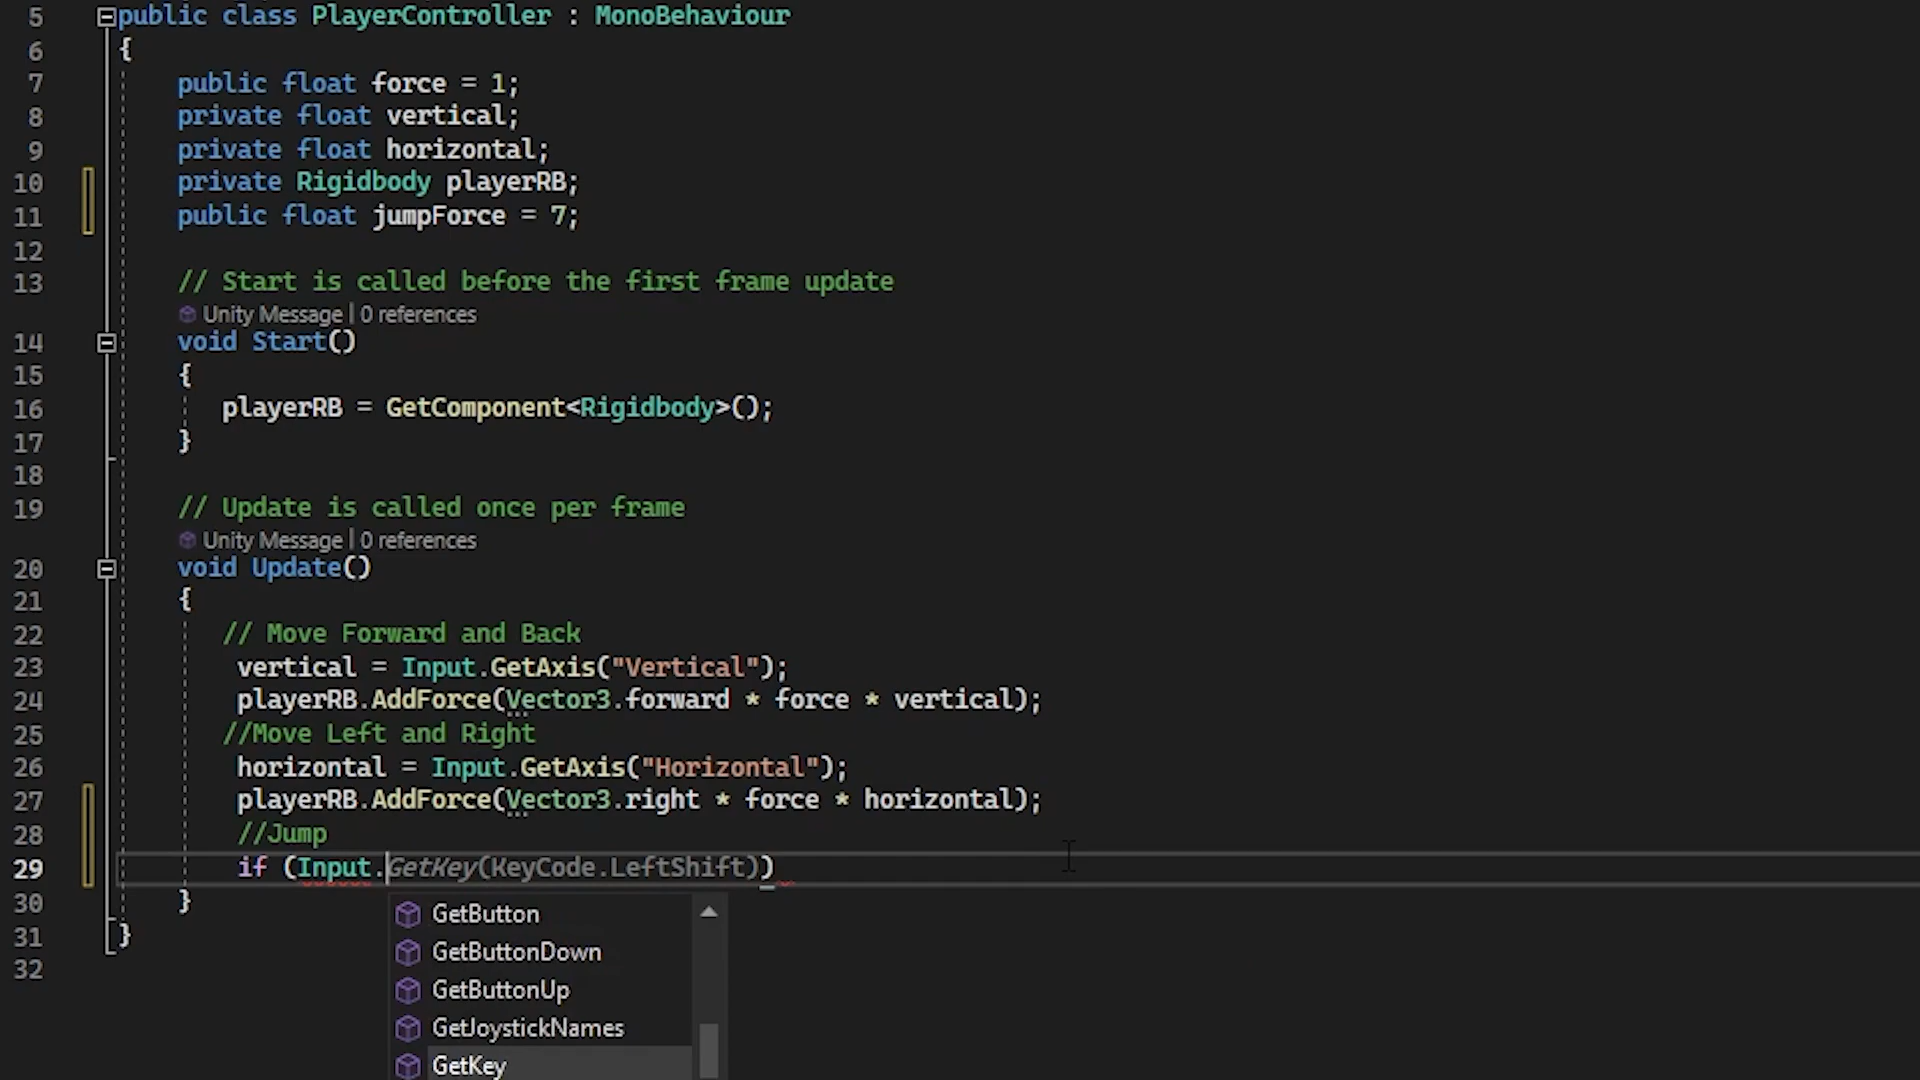 5 public class PlayerController : MonoBehaviour
6 {
7 public float force = 1;
8 private float vertical;
9 private float horizontal;
10 private Rigidbody playerRB;
11 public float jumpForce = 7;
12
13 // Start is called before the first frame update
Unity Message | 0 references
14 void Start()
15 {
16 playerRB = GetComponent<Rigidbody>();
17 }
18
19 // Update is called once per frame
Unity Message | 0 references
20 void Update()
21 {
22 // Move Forward and Back
23 vertical = Input.GetAxis("Vertical");
24 playerRB.AddForce(Vector3.forward * force * vertical);
25 //Move Left and Right
26 horizontal = Input.GetAxis("Horizontal");
27 playerRB.AddForce(Vector3.right * force * horizontal);
28 //Jump
29 if (Input.GetKey(KeyCode.LeftShift))
30 }
31 }
32
GetButton
GetButtonDown
GetButtonUp
GetJoystickNames
GetKey